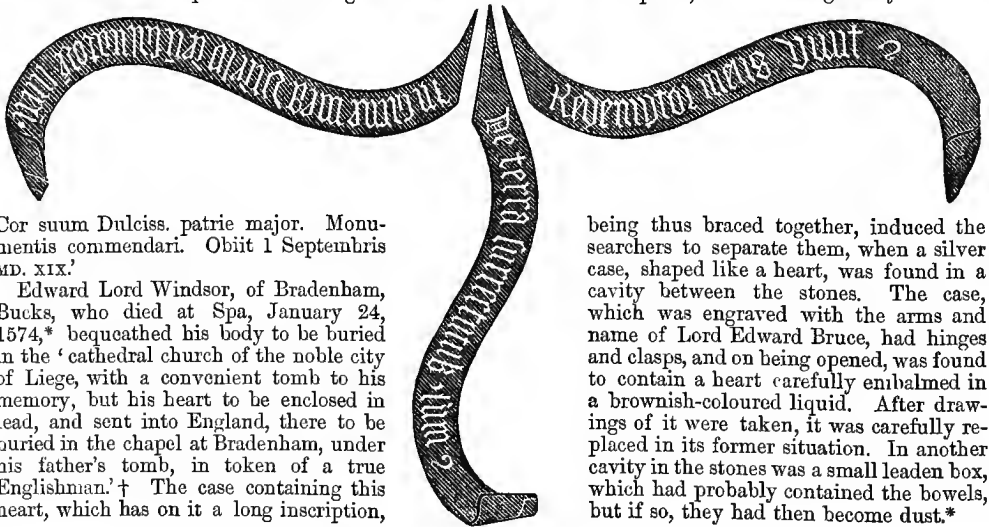 in carne mea Videbo
Redemptor meus Viuit
De terra surrecturus sum
Cor suum Dulciss. patrie major. Monu-
mentis commendari. Obiit 1 Septembris
MD. XIX.'
Edward Lord Windsor, of Bradenham,
Bucks, who died at Spa, January 24,
1574,* bequeathed his body to be buried
in the ‘cathedral church of the noble city
of Liege, with a convenient tomb to his
memory, but his heart to be enclosed in
lead, and sent into England, there to be
buried in the chapel at Bradenham, under
his father's tomb, in token of a true
Englishman.’† The case containing this
heart, which has on it a long inscription,
being thus braced together, induced the
searchers to separate them, when a silver
case, shaped like a heart, was found in a
cavity between the stones. The case,
which was engraved with the arms and
name of Lord Edward Bruce, had hinges
and clasps, and on being opened, was found
to contain a heart carefully embalmed in
a brownish-coloured liquid. After draw-
ings of it were taken, it was carefully re-
placed in its former situation. In another
cavity in the stones was a small leaden box,
which had probably contained the bowels,
but if so, they had then become dust.*